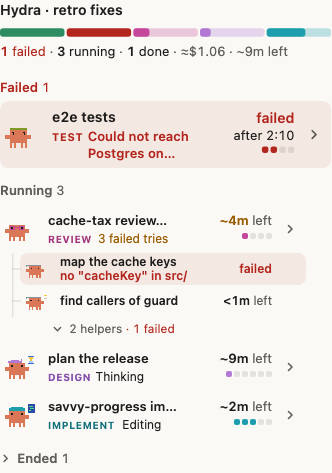 Hydra · retro fixes
1 failed · 3 running · 1 done · ≈$1.06 · ~9m left
Failed 1
e2e tests
failed
TEST Could not reach
Postgres on...
after 2:10
Running 3
cache-tax review...
~4m left
REVIEW 3 failed tries
map the cache keys
no "cacheKey" in src/
failed
find callers of guard
<1m left
2 helpers · 1 failed
plan the release
~9m left
DESIGN Thinking
savvy-progress im...
~2m left
IMPLEMENT Editing
Ended 1